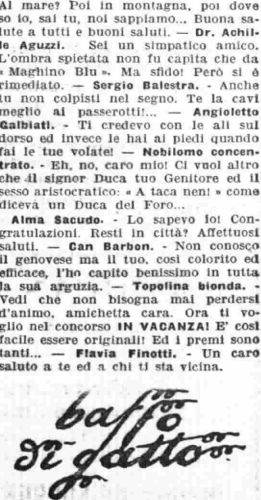 Al mare? Poi in montagna, poi dove
so io, sai tu, noi sappiamo... Buona sa-
lute a tutti e buoni saluti. — Dr. Achil-
le Aguzzi. - Sei un simpatico amico.
L'ombra spietata non fu capita che da
« Maghino Blu ». Ma sfido! Però si è
rimediato. — Sergio Balestra. - Anche
tu non colpisti nel segno. Te la cavi
meglio ai passerotti!... — Angioletto
Galbiati. - Ti credevo con le ali sul
dorso ed invece le hai ai piedi quando
fai le tue volate! — Nobilomo concen-
trato. - Eh, no, caro mio! Ci vuol altro
che il signor Duca tuo Genitore ed il
sesso aristocratico: « A taca nen! » come
diceva un Duca del Foro...
Alma Sacudo. - Lo sapevo io! Con-
gratulazioni. Resti in città? Affettuosi
saluti. — Can Barbon. - Non conosco
il genovese ma il tuo, così colorito ed
efficace, l'ho capito benissimo in tutta
la sua arguzia. — Topolina bionda. -
Vedi che non bisogna mai perdersi
d'animo, amichetta cara. Ora ti vo-
glio nel concorso IN VACANZA! E' così
facile essere originali! Ed i premi sono
tanti... — Flavia Finotti. - Un caro
saluto a te ed a chi ti sta vicina.
baffo
di gatto